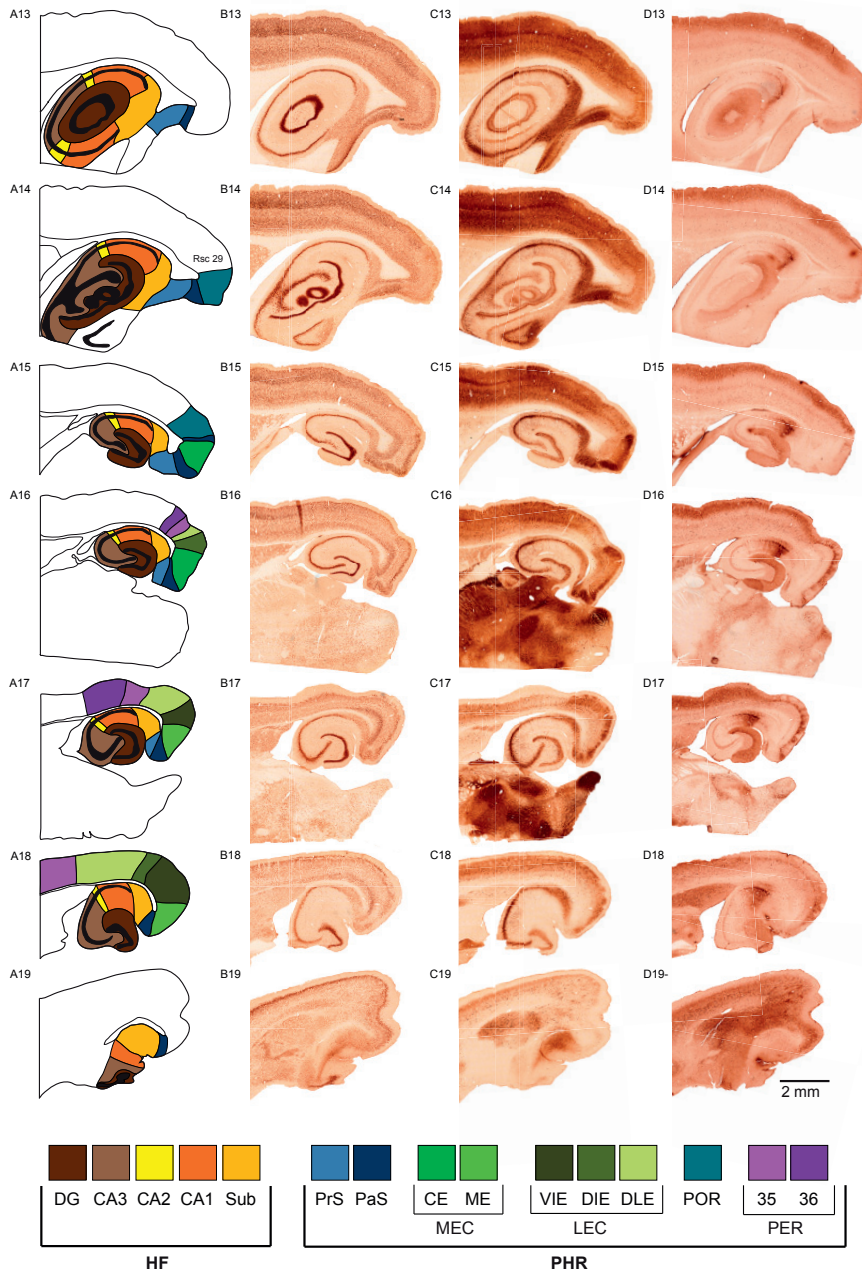 A13 B13 C13 D13
A14 B14 C14 D14
Rsc 29
A15 B15 C15 D15
A16 B16 C16 D16
A17 B17 C17 D17
A18 B18 C18 D18
A19 B19 C19 D19-
2 mm
DG CA3 CA2 CA1 Sub PrS PaS CE ME VIE DIE DLE POR 35 36
MEC LEC PER
HF PHR